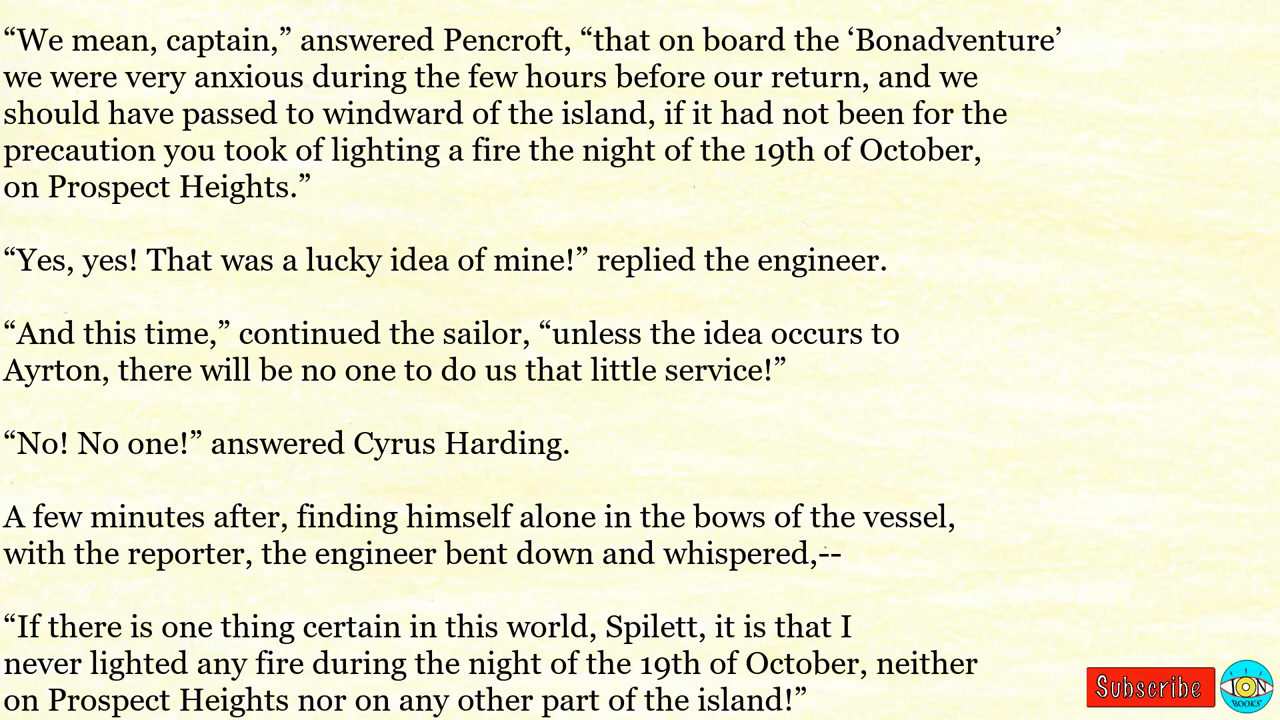 “We mean, captain,” answered Pencroft, “that on board the ‘Bonadventure’
we were very anxious during the few hours before our return, and we
should have passed to windward of the island, if it had not been for the
precaution you took of lighting a fire the night of the 19th of October,
on Prospect Heights.”
“Yes, yes! That was a lucky idea of mine!” replied the engineer.
“And this time,” continued the sailor, “unless the idea occurs to
Ayrton, there will be no one to do us that little service!”
“No! No one!” answered Cyrus Harding.
A few minutes after, finding himself alone in the bows of the vessel,
with the reporter, the engineer bent down and whispered,--
“If there is one thing certain in this world, Spilett, it is that I
never lighted any fire during the night of the 19th of October, neither
on Prospect Heights nor on any other part of the island!”
Subscribe
ION
BOOKS